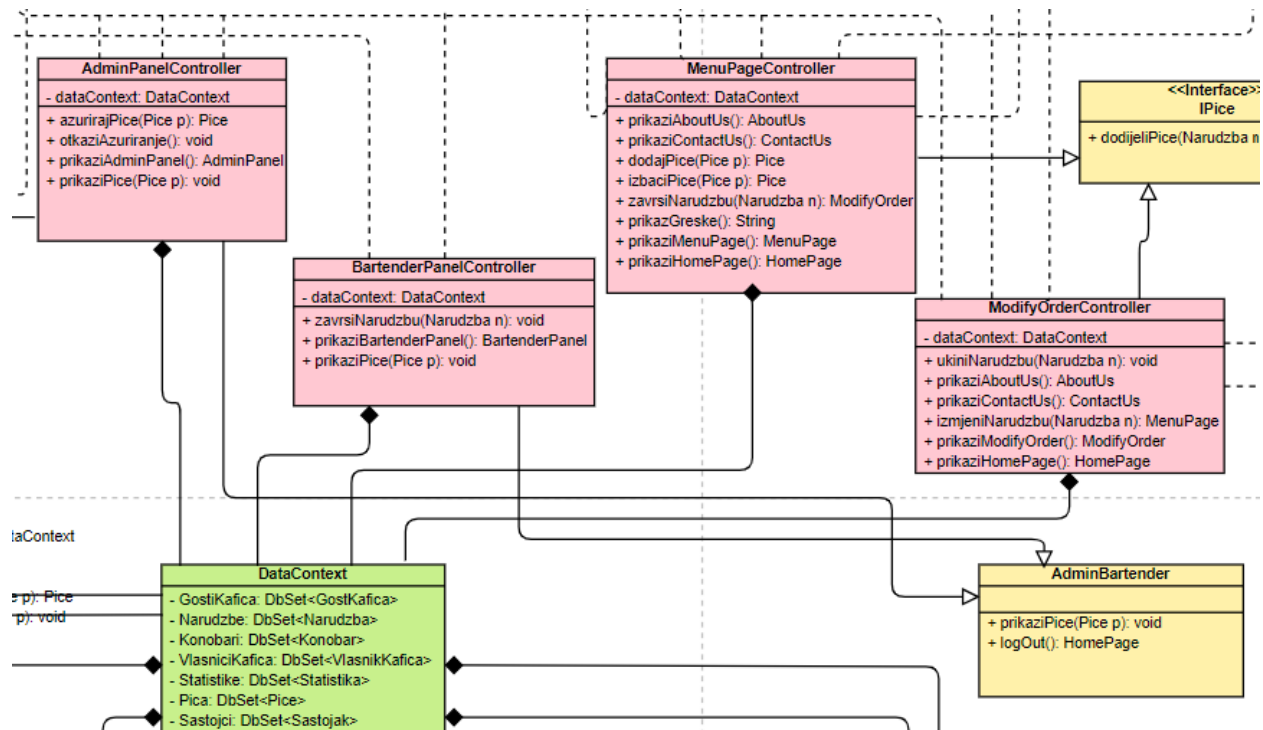 AdminPanelController
- dataContext: DataContext
+ azurirajPice(Pice p): Pice
+ otkaziAzuriranje(): void
+ prikaziAdminPanel(): AdminPanel
+ prikaziPice(Pice p): void
MenuPageController
- dataContext: DataContext
+ prikaziAboutUs(): AboutUs
+ prikaziContactUs(): ContactUs
+ dodajPice(Pice p): Pice
+ izbaciPice(Pice p): Pice
+ zavrsiNarudzbu(Narudzba n): ModifyOrder
+ prikazGreske(): String
+ prikaziMenuPage(): MenuPage
+ prikaziHomePage(): HomePage
<<Interface>>
IPice
+ dodijeliPice(Narudzba n
BartenderPanelController
- dataContext: DataContext
+ zavrsiNarudzbu(Narudzba n): void
+ prikaziBartenderPanel(): BartenderPanel
+ prikaziPice(Pice p): void
ModifyOrderController
- dataContext: DataContext
+ ukiniNarudzbu(Narudzba n): void
+ prikaziAboutUs(): AboutUs
+ prikaziContactUs(): ContactUs
+ izmjeniNarudzbu(Narudzba n): MenuPage
+ prikaziModifyOrder(): ModifyOrder
+ prikaziHomePage(): HomePage
taContext
p): Pice
p): void
DataContext
- GostiKafica: DbSet<GostKafica>
- Narudzbe: DbSet<Narudzba>
- Konobari: DbSet<Konobar>
- VlasniciKafica: DbSet<VlasnikKafica>
- Statistike: DbSet<Statistika>
- Pica: DbSet<Pice>
- Sastojci: DbSet<Sastojak>
AdminBartender
+ prikaziPice(Pice p): void
+ logOut(): HomePage